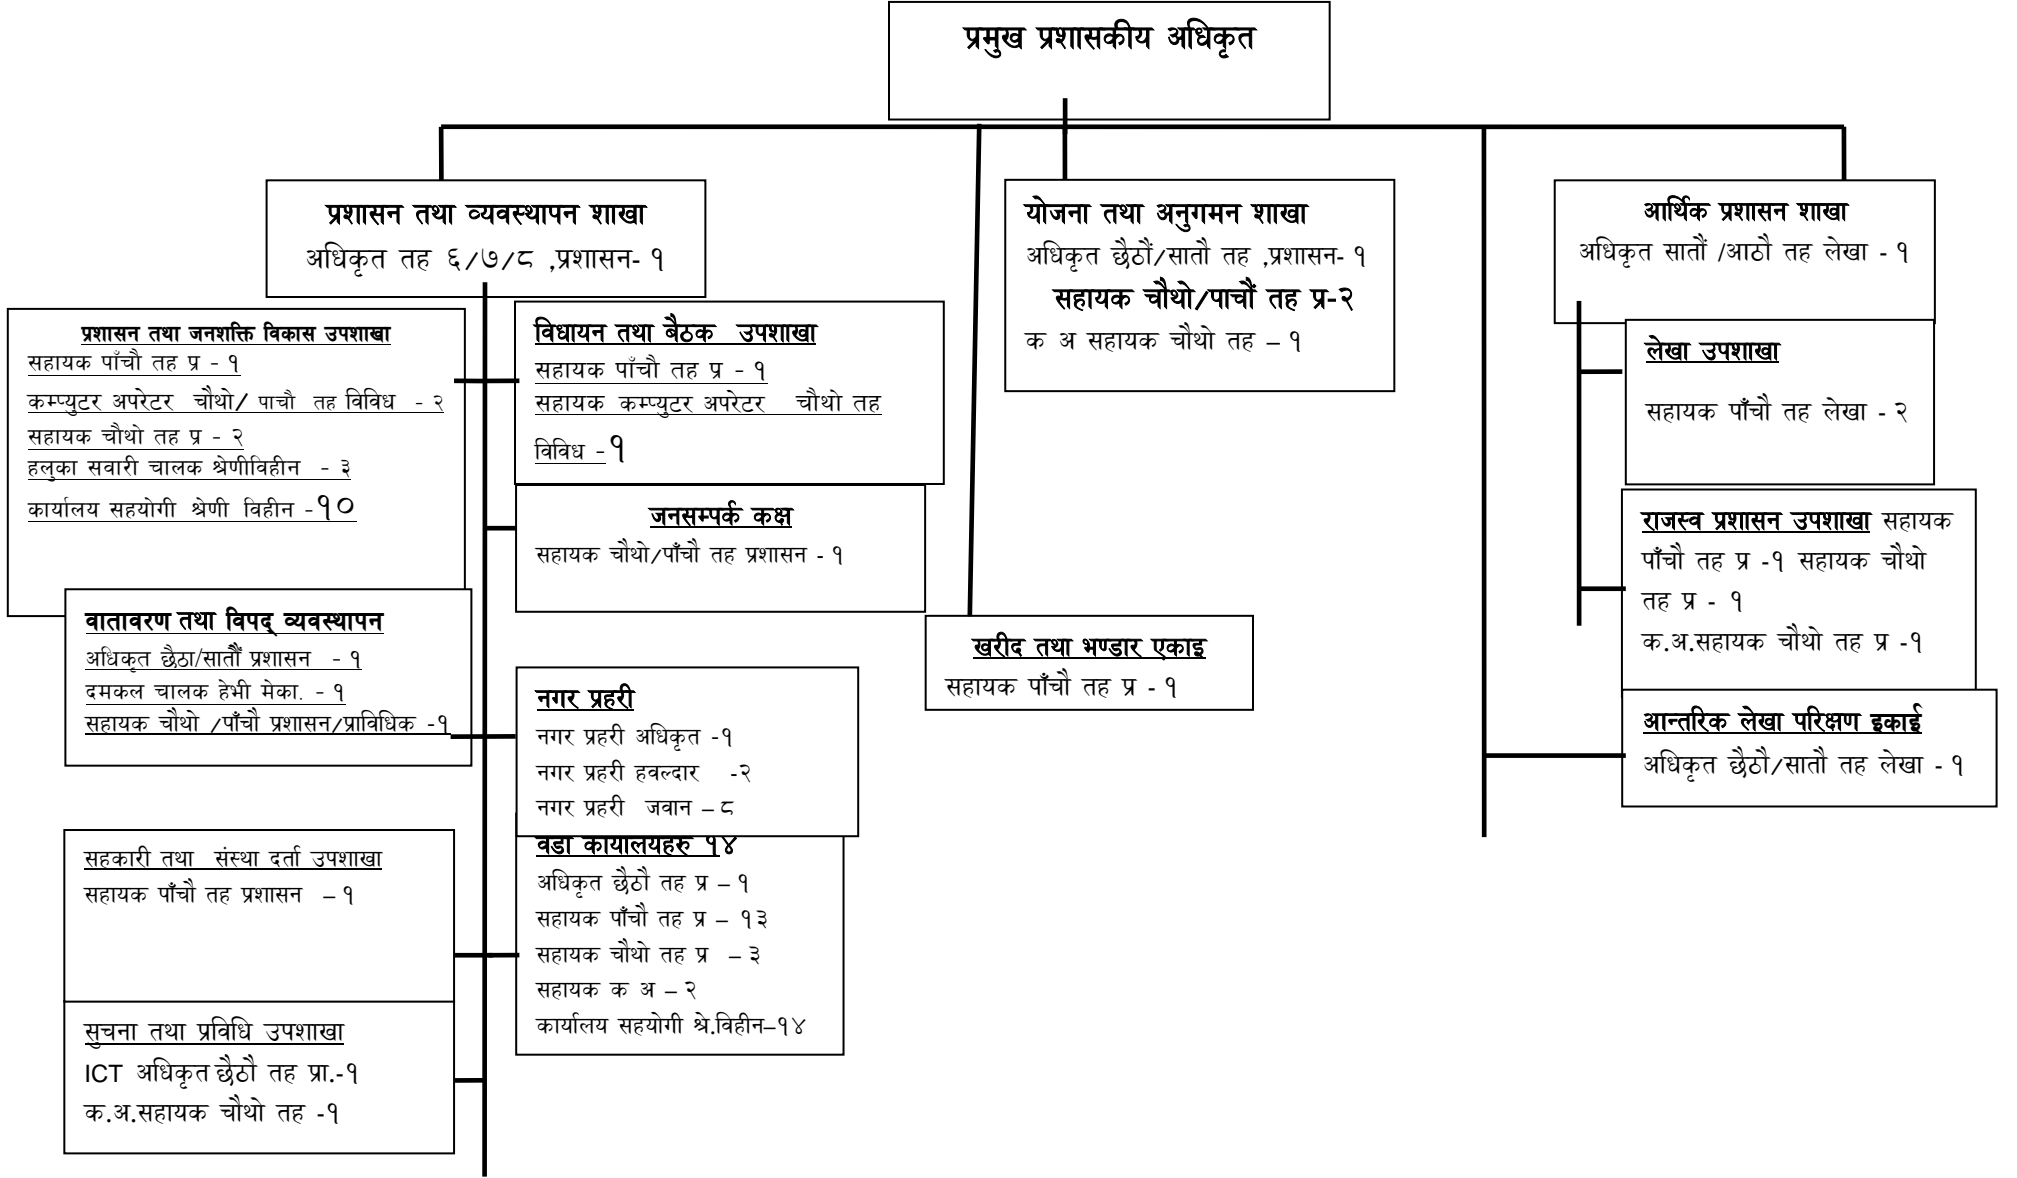 प्रमुख प्रशासकीय अधिकृत
प्रशासन तथा व्यवस्थापन शाखा
अधिकृत तह ६/७/८ ,प्रशासन- १
योजना तथा अनुगमन शाखा
अधिकृत छैठौं/सातौ तह ,प्रशासन- १
सहायक चौथो/पाचौं तह प्र-२
क अ सहायक चौथो तह – १
आर्थिक प्रशासन शाखा
अधिकृत सातौं /आठौ तह लेखा - १
प्रशासन तथा जनशक्ति विकास उपशाखा
सहायक पाँचौ तह प्र - १
कम्प्युटर अपरेटर चौथो/ पाचौ तह विविध - २
सहायक चौथो तह प्र - २
हलुका सवारी चालक श्रेणीविहीन - ३
कार्यालय सहयोगी श्रेणी विहीन -१०
विधायन तथा बैठक उपशाखा
सहायक पाँचौ तह प्र - १
सहायक कम्प्युटर अपरेटर चौथो तह
विविध -१
जनसम्पर्क कक्ष
सहायक चौथो/पाँचौ तह प्रशासन - १
लेखा उपशाखा
सहायक पाँचौ तह लेखा - २
राजस्व प्रशासन उपशाखा सहायक
पाँचौ तह प्र -१ सहायक चौथो
तह प्र - १
क.अ.सहायक चौथो तह प्र -१
वातावरण तथा विपद् व्यवस्थापन
अधिकृत छैठा/सातौँ प्रशासन - १
दमकल चालक हेभी मेका. - १
सहायक चौथो /पाँचौ प्रशासन/प्राविधिक -१
खरीद तथा भण्डार एकाइ
सहायक पाँचौ तह प्र - १
नगर प्रहरी
नगर प्रहरी अधिकृत -१
नगर प्रहरी हवल्दार -२
नगर प्रहरी जवान – ८
आन्तरिक लेखा परिक्षण इकाई
अधिकृत छैठौ/सातौ तह लेखा - १
सहकारी तथा संस्था दर्ता उपशाखा
सहायक पाँचौ तह प्रशासन – १
वडा कार्यालयहरु १४
अधिकृत छैठौ तह प्र – १
सहायक पाँचौ तह प्र – १३
सहायक चौथो तह प्र – ३
सहायक क अ – २
कार्यालय सहयोगी श्रे.विहीन–१४
सुचना तथा प्रविधि उपशाखा
ICT अधिकृत छैठौ तह प्रा.-१
क.अ.सहायक चौथो तह -१